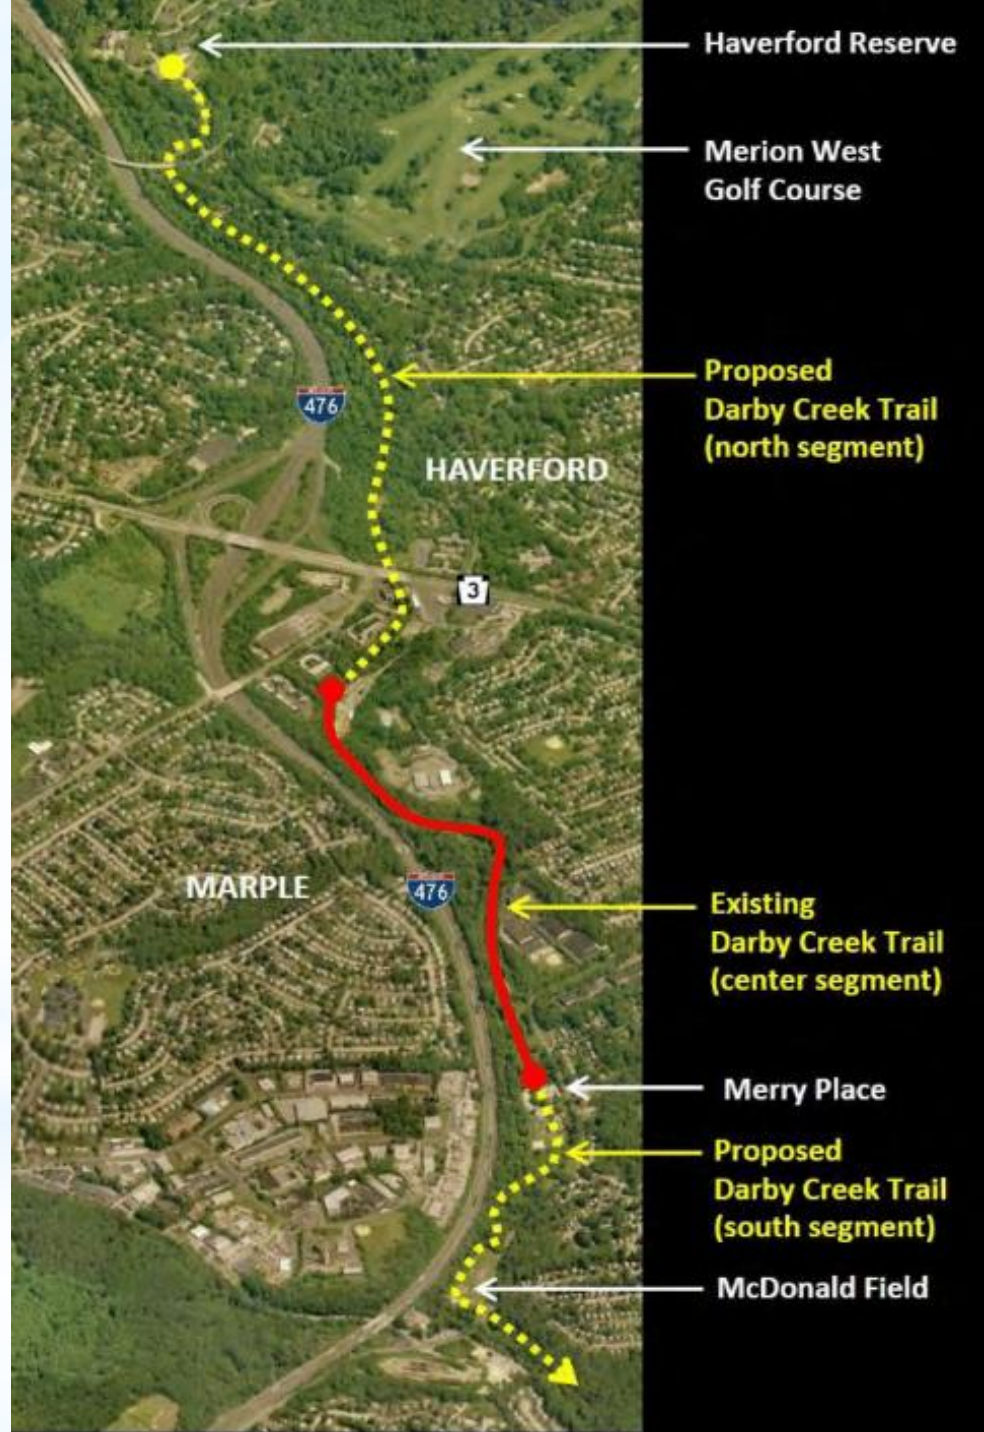 Haverford Reserve
Merion West
Golf Course
Proposed
Darby Creek Trail
(north segment)
476
HAVERFORD
3
MARPLE
476
Existing
Darby Creek Trail
(center segment)
Merry Place
Proposed
Darby Creek Trail
(south segment)
McDonald Field